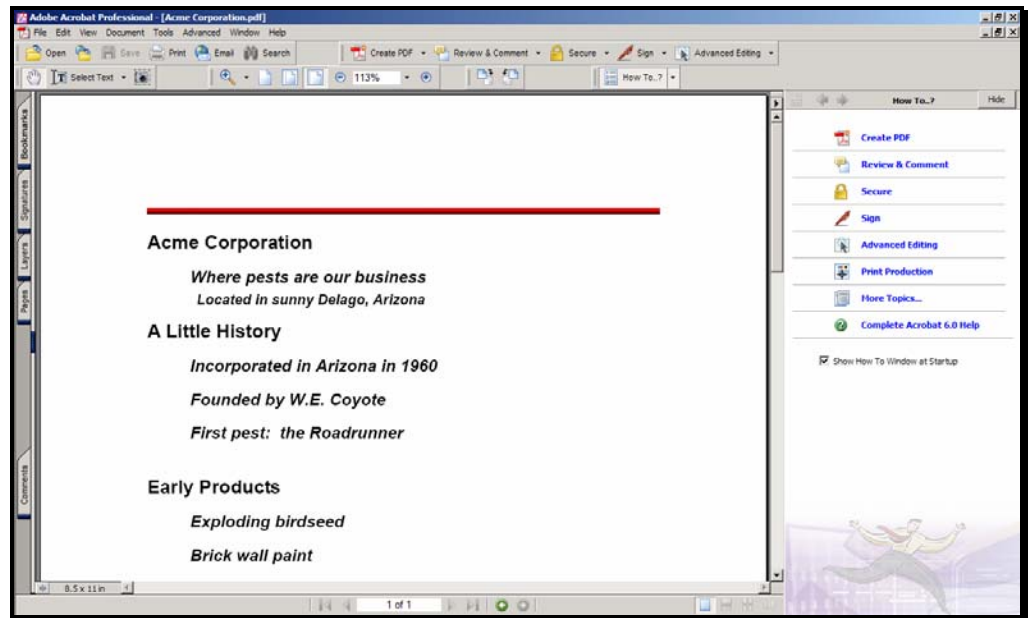 Adobe Acrobat Professional - [Acme Corporation.pdf]
File Edit View Document Tools Advanced Window Help
Open Save Print Email Search Create PDF Review & Comment Secure Sign Advanced Editing
Select Text 113% How To..?
How To..? Hide
Bookmarks
Signatures
Layers
Pages
Comments
Acme Corporation
Where pests are our business
Located in sunny Delago, Arizona
A Little History
Incorporated in Arizona in 1960
Founded by W.E. Coyote
First pest: the Roadrunner
Early Products
Exploding birdseed
Brick wall paint
Create PDF
Review & Comment
Secure
Sign
Advanced Editing
Print Production
More Topics...
Complete Acrobat 6.0 Help
Show How To Window at Startup
8.5 x 11 in
1 of 1